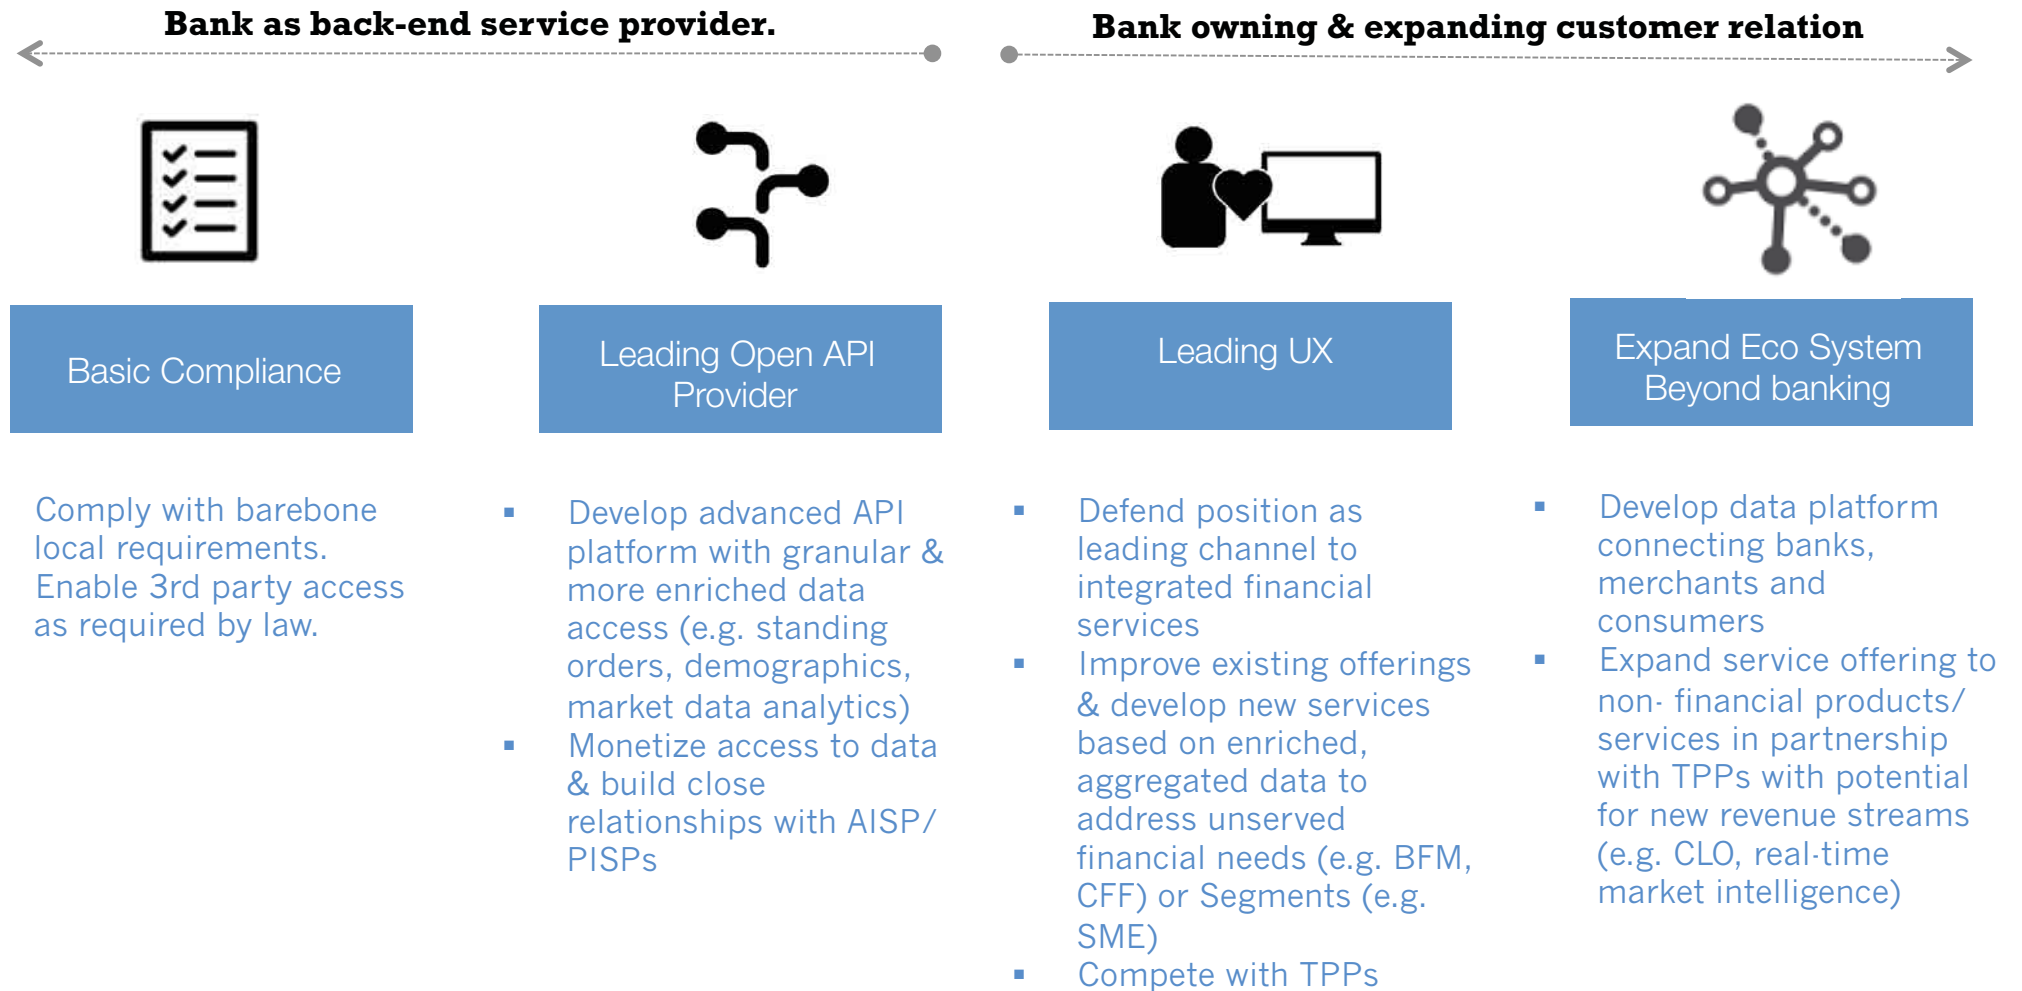 Bank as back-end service provider.
Bank owning & expanding customer relation
Basic Compliance
Comply with barebone
local requirements.
Enable 3rd party access
as required by law.
Leading Open API
Provider
▪ Develop advanced API
platform with granular &
more enriched data
access (e.g. standing
orders, demographics,
market data analytics)
▪ Monetize access to data
& build close
relationships with AISP/
PISPs
Leading UX
▪ Defend position as
leading channel to
integrated financial
services
▪ Improve existing offerings
& develop new services
based on enriched,
aggregated data to
address unserved
financial needs (e.g. BFM,
CFF) or Segments (e.g.
SME)
▪ Compete with TPPs
Expand Eco System
Beyond banking
▪ Develop data platform
connecting banks,
merchants and
consumers
▪ Expand service offering to
non- financial products/
services in partnership
with TPPs with potential
for new revenue streams
(e.g. CLO, real-time
market intelligence)